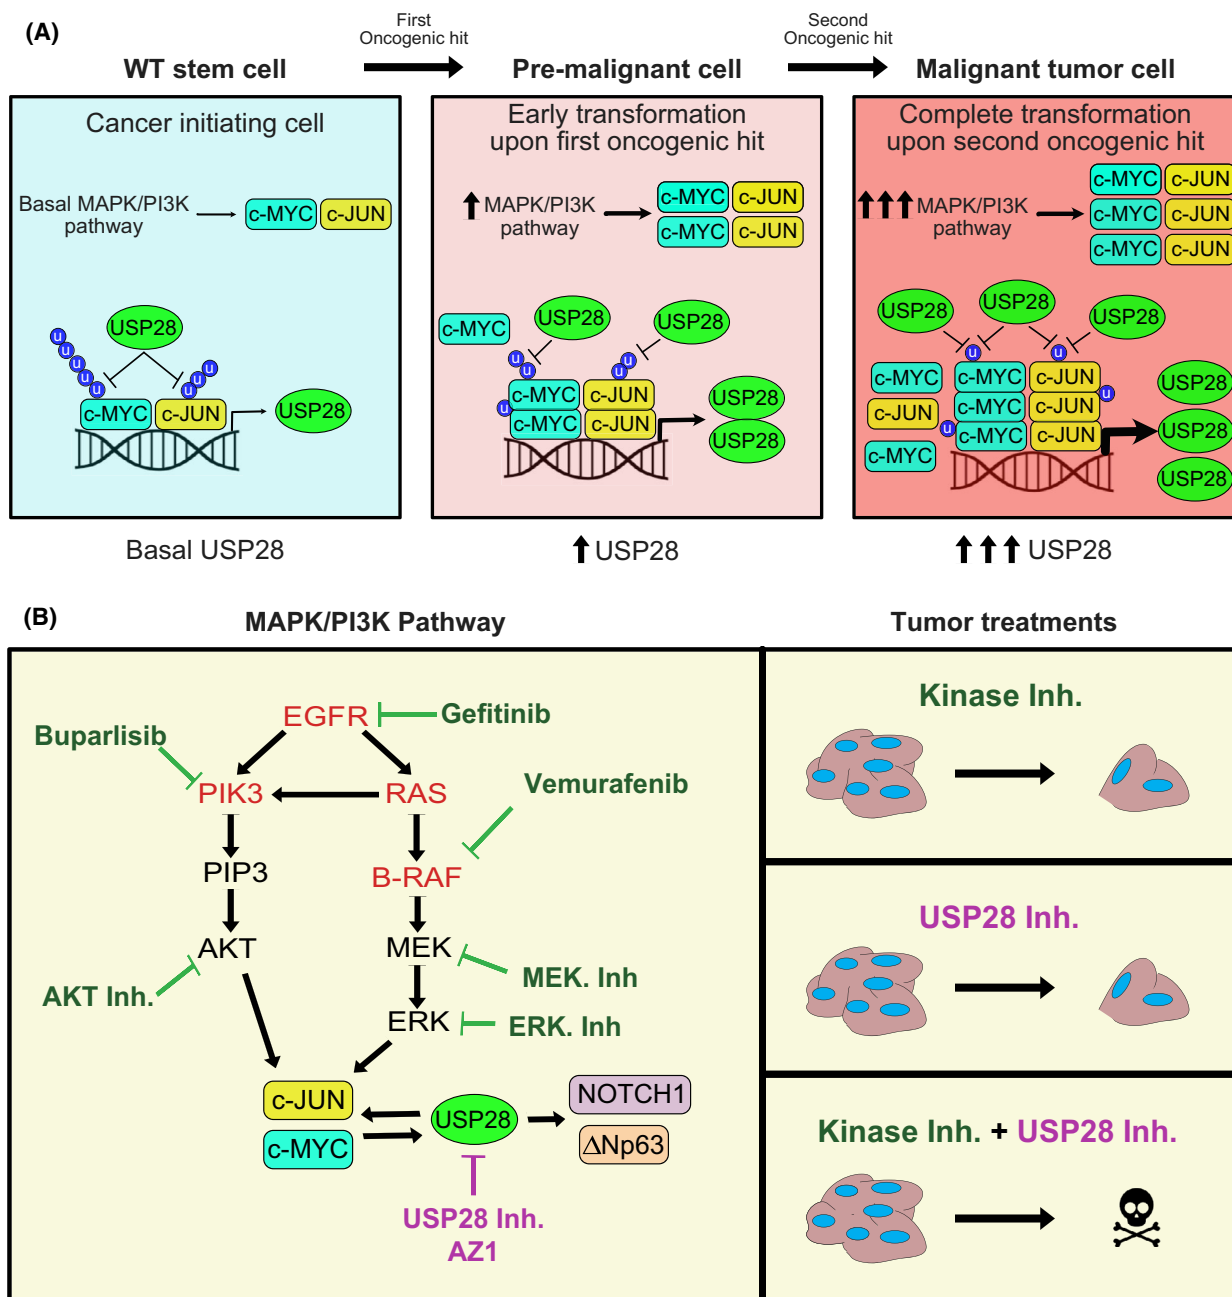 (A)
First
Oncogenic hit
Second
Oncogenic hit
WT stem cell
Pre-malignant cell
Malignant tumor cell
Cancer initiating cell
Basal MAPK/PI3K
pathway
c-MYC
c-JUN
USP28
u
u
u
u
u
u
u
u
c-MYC
c-JUN
USP28
Early transformation
upon first oncogenic hit
MAPK/PI3K
pathway
c-MYC
c-JUN
c-MYC
c-JUN
c-MYC
USP28
USP28
u
u
u
u
u
c-MYC
c-JUN
c-MYC
c-JUN
USP28
USP28
Complete transformation
upon second oncogenic hit
MAPK/PI3K
pathway
c-MYC
c-JUN
c-MYC
c-JUN
c-MYC
c-JUN
USP28
USP28
USP28
u
u
c-MYC
c-MYC
c-JUN
USP28
u
c-JUN
c-MYC
c-JUN
u
USP28
c-MYC
c-MYC
c-JUN
USP28
Basal USP28
USP28
USP28
(B)
MAPK/PI3K Pathway
Tumor treatments
EGFR
Gefitinib
Buparlisib
PIK3
RAS
Vemurafenib
PIP3
B-RAF
AKT
MEK
AKT Inh.
MEK. Inh
ERK
ERK. Inh
c-JUN
c-MYC
USP28
NOTCH1
ΔNp63
USP28 Inh.
AZ1
Kinase Inh.
USP28 Inh.
Kinase Inh. + USP28 Inh.